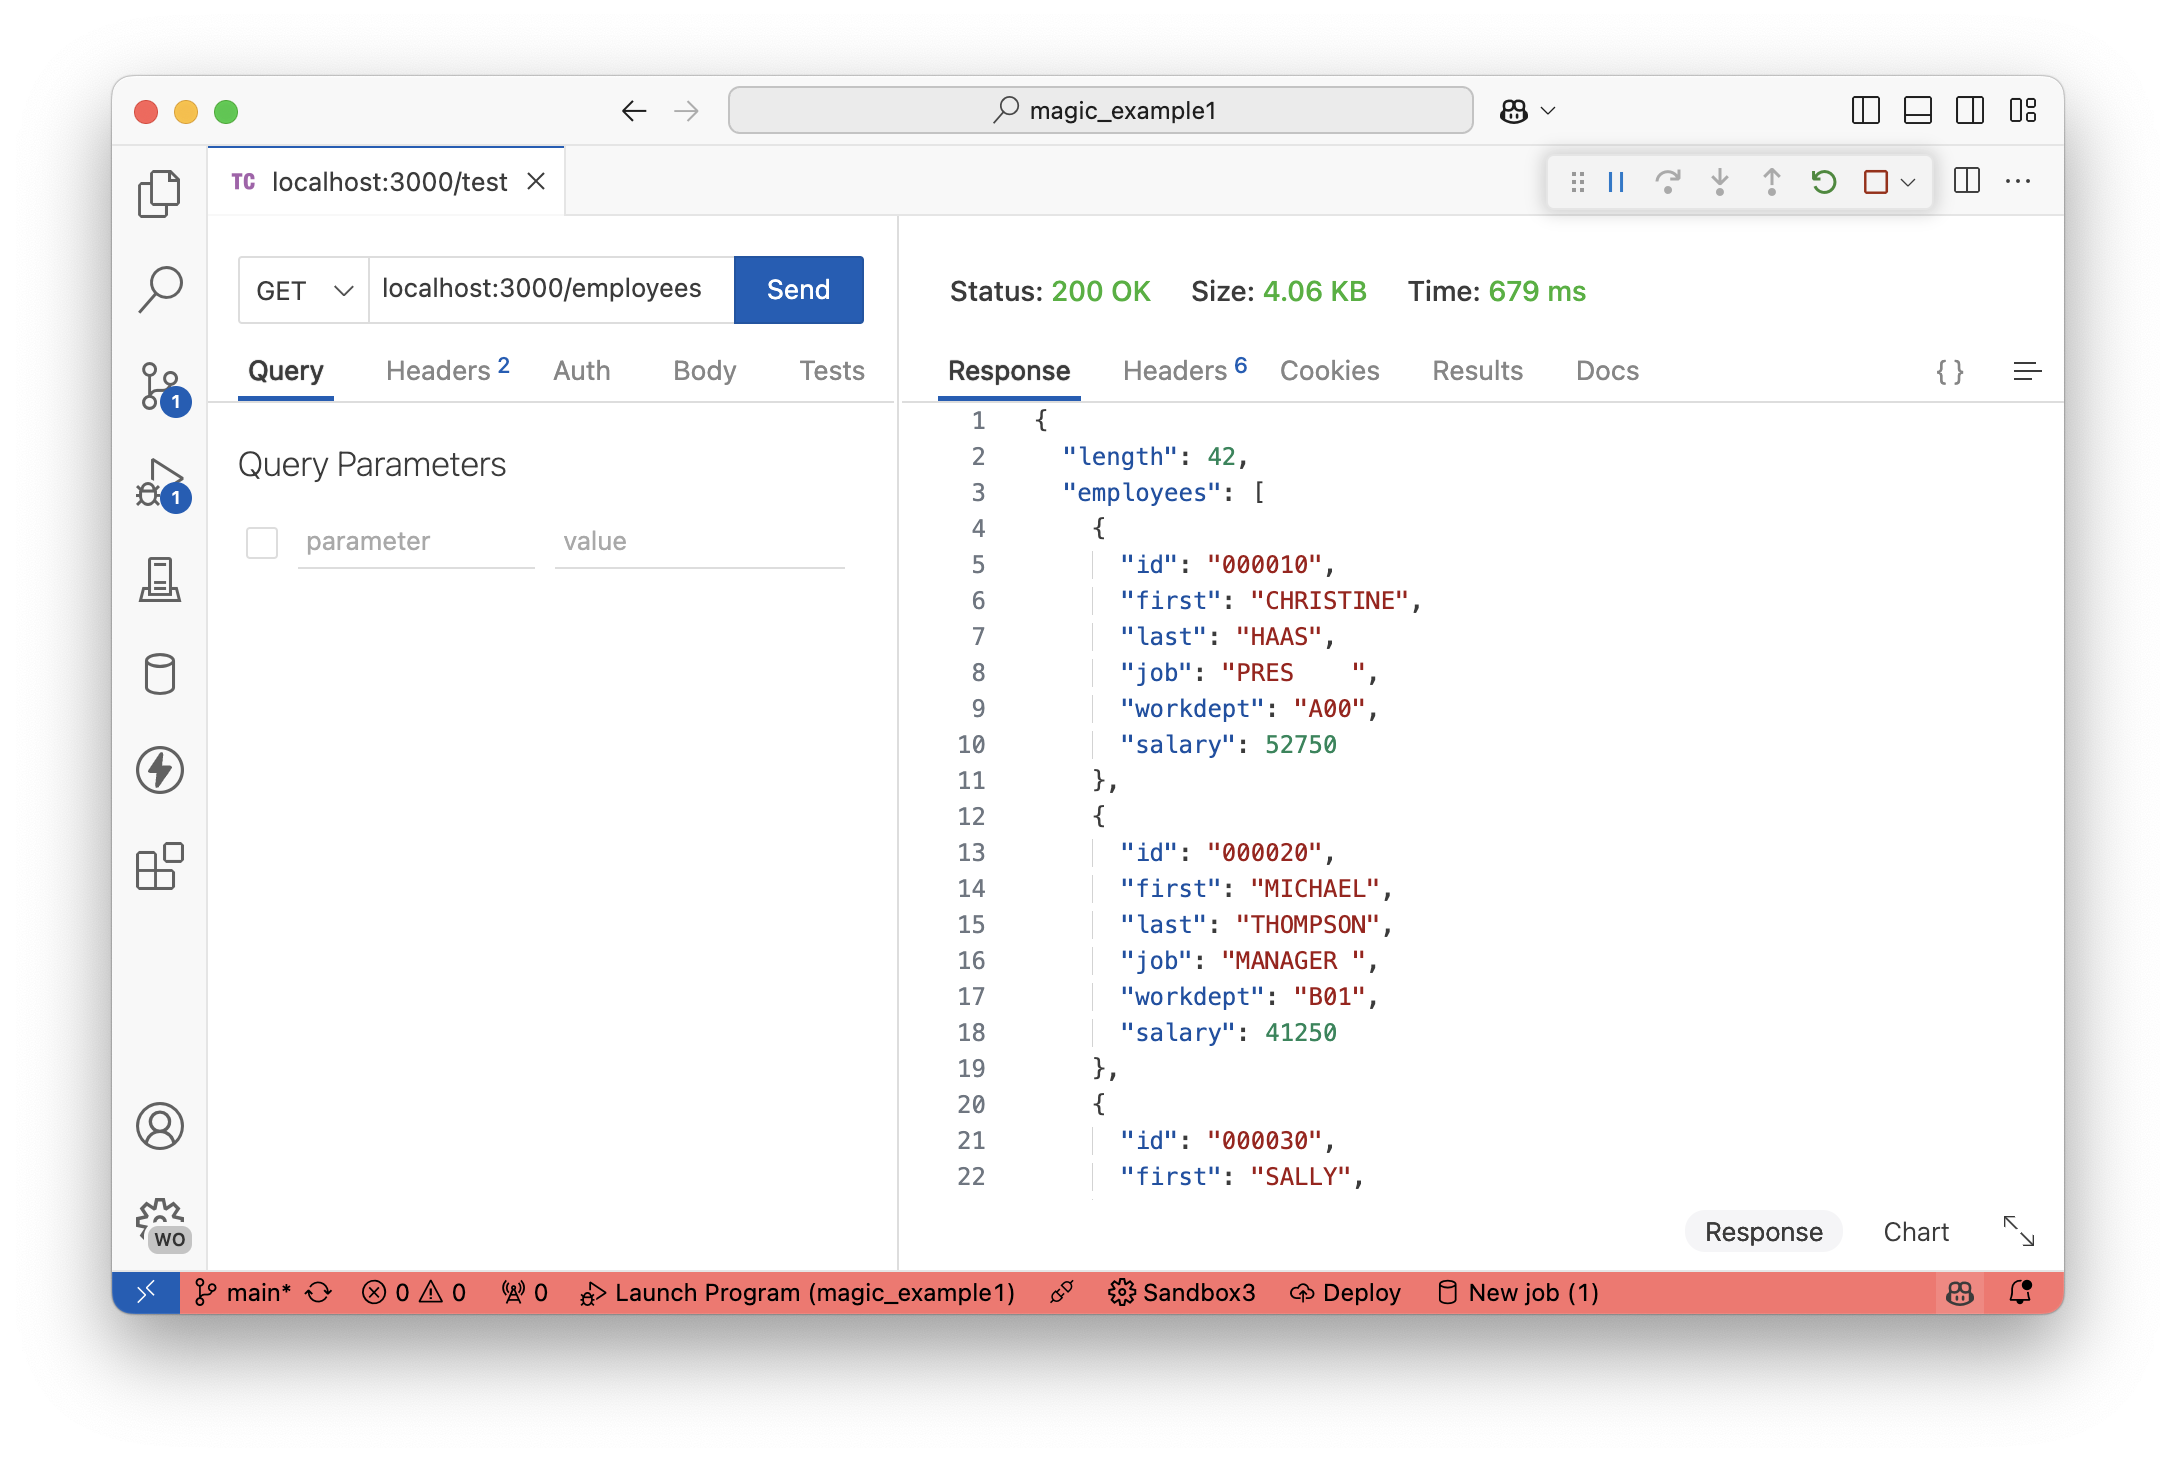 magic_example1
TC localhost:3000/test
GET localhost:3000/employees Send
Status: 200 OK Size: 4.06 KB Time: 679 ms
Query Headers 2 Auth Body Tests
Response Headers 6 Cookies Results Docs {}
Query Parameters
parameter value
1 {
2 "length": 42,
3 "employees": [
4 {
5 "id": "000010",
6 "first": "CHRISTINE",
7 "last": "HAAS",
8 "job": "PRES    ",
9 "workdept": "A00",
10 "salary": 52750
11 },
12 {
13 "id": "000020",
14 "first": "MICHAEL",
15 "last": "THOMPSON",
16 "job": "MANAGER ",
17 "workdept": "B01",
18 "salary": 41250
19 },
20 {
21 "id": "000030",
22 "first": "SALLY",
Response Chart
1
1
WO
main* 0 0 0 Launch Program (magic_example1) Sandbox3 Deploy New job (1)